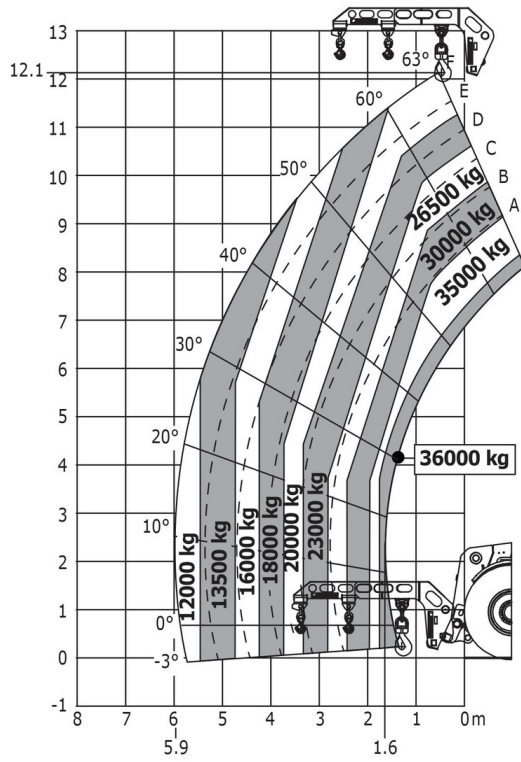 13
12.1
12
11
10
9
8
7
6
5
4
3
2
1
0
-1
63°
F
E
D
C
B
A
60°
50°
40°
30°
20°
10°
0°
-3°
26500 kg
30000 kg
35000 kg
36000 kg
12000 kg
13500 kg
16000 kg
18000 kg
20000 kg
23000 kg
8 7 6 5 4 3 2 1 0m
5.9 1.6